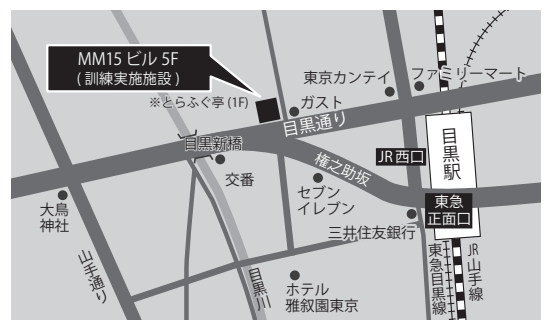 MM15 ビル 5F
( 訓練実施施設 )
※とらふぐ亭 (1F)
東京カンテイ
ファミリーマート
ガスト
目黒通り
目黒新橋
交番
権之助坂
JR西口
目黒駅
東急
正面口
セブン
イレブン
三井住友銀行
大鳥
神社
山手通り
目黒川
ホテル
雅叙園東京
東急目黒線
JR
山手線